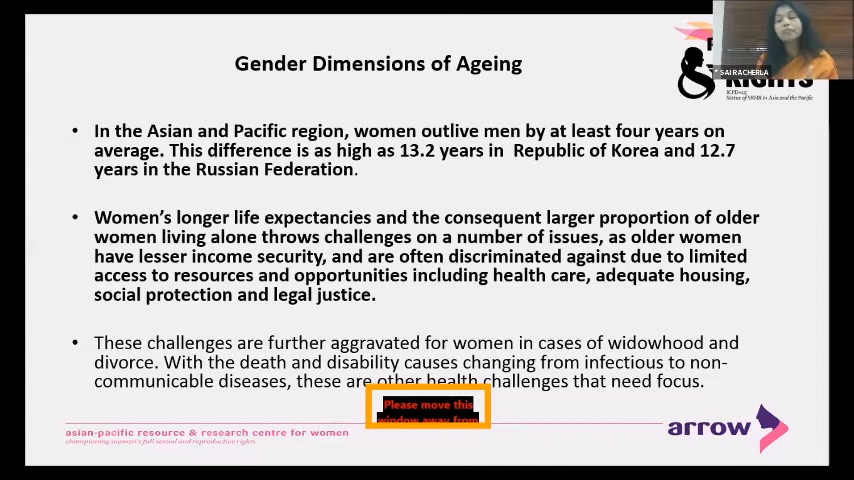 Gender Dimensions of Ageing
* SAI RACHERLA
RIGHTS
ICPD+25
Status of SRHR in Asia and the Pacific
• In the Asian and Pacific region, women outlive men by at least four years on
average. This difference is as high as 13.2 years in Republic of Korea and 12.7
years in the Russian Federation.
• Women's longer life expectancies and the consequent larger proportion of older
women living alone throws challenges on a number of issues, as older women
have lesser income security, and are often discriminated against due to limited
access to resources and opportunities including health care, adequate housing,
social protection and legal justice.
• These challenges are further aggravated for women in cases of widowhood and
divorce. With the death and disability causes changing from infectious to non-
communicable diseases, these are other health challenges that need focus.
Please move this
window away from
asian-pacific resource & research centre for women
championing women's full sexual and reproductive rights
arrow